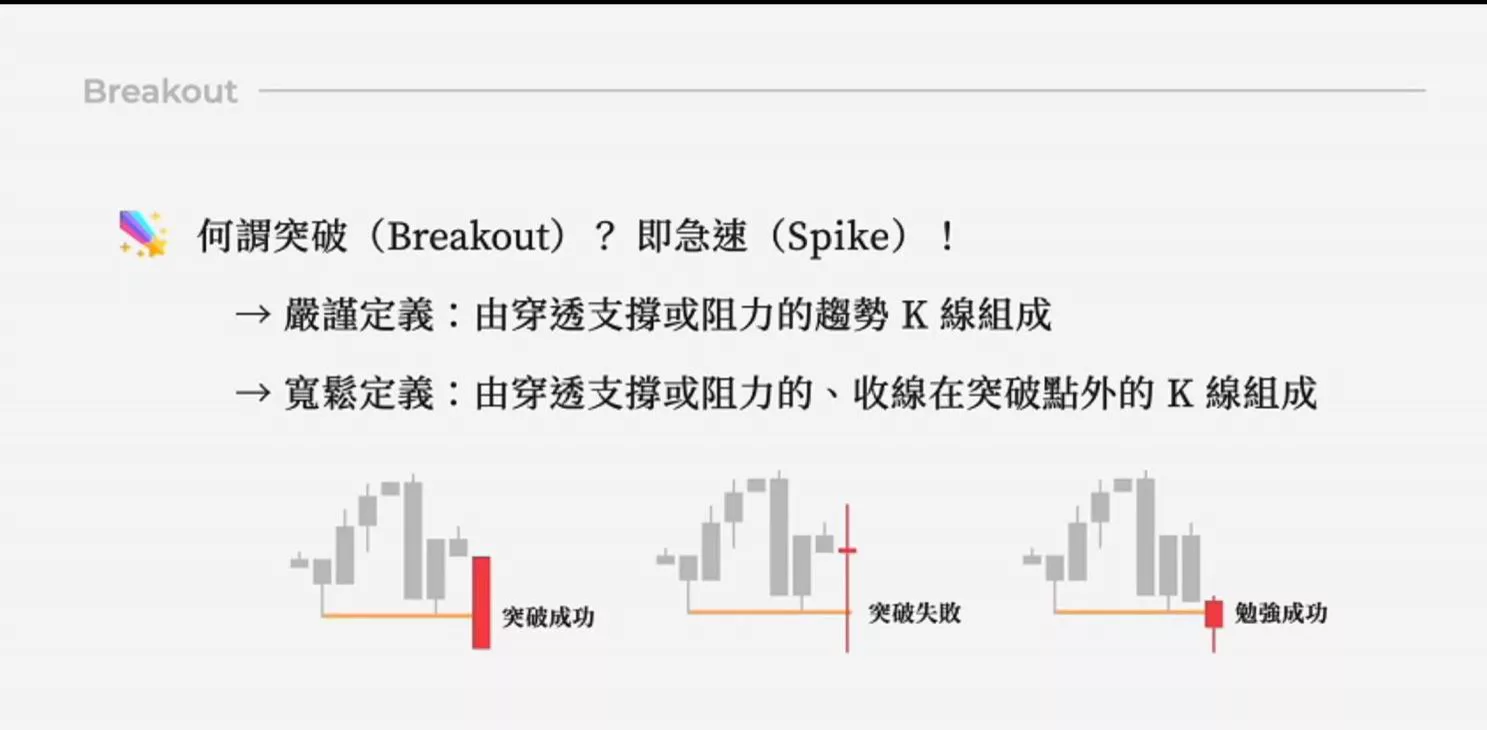 Breakout
何謂突破（Breakout）？ 即急速（Spike）！
→ 嚴謹定義：由穿透支撐或阻力的趨勢 K 線組成
→ 寬鬆定義：由穿透支撐或阻力的、收線在突破點外的 K 線組成
突破成功
突破失敗
勉強成功